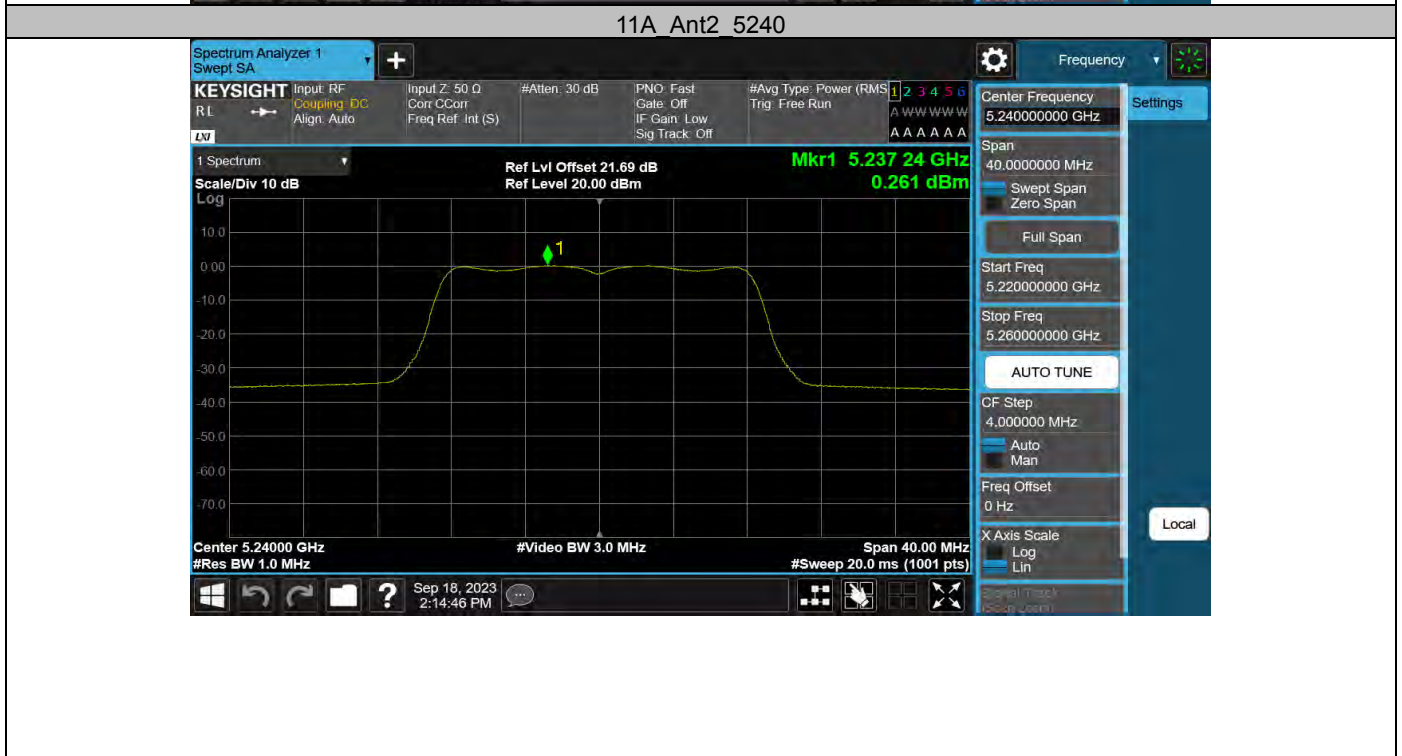 11A_Ant2_5240
Spectrum Analyzer 1
Swept SA
+
Frequency
KEYSIGHT
RL
LXI
Input: RF
Coupling: DC
Align: Auto
Input Z: 50 Ω
Corr CCorr
Freq Ref: Int (S)
#Atten: 30 dB
PNO: Fast
Gate: Off
IF Gain: Low
Sig Track: Off
#Avg Type: Power (RMS
Trig: Free Run
1 2 3 4 5 6
A W W W W W
A A A A A A
Center Frequency
5.240000000 GHz
Settings
1 Spectrum
Scale/Div 10 dB
Log
Ref Lvl Offset 21.69 dB
Ref Level 20.00 dBm
Mkr1 5.237 24 GHz
0.261 dBm
10.0
0.00
-10.0
-20.0
-30.0
-40.0
-50.0
-60.0
-70.0
1
Center 5.24000 GHz
#Res BW 1.0 MHz
#Video BW 3.0 MHz
Span 40.00 MHz
#Sweep 20.0 ms (1001 pts)
Span
40.0000000 MHz
Swept Span
Zero Span
Full Span
Start Freq
5.220000000 GHz
Stop Freq
5.260000000 GHz
AUTO TUNE
CF Step
4.000000 MHz
Auto
Man
Freq Offset
0 Hz
X Axis Scale
Log
Lin
Local
?
Sep 18, 2023
2:14:46 PM